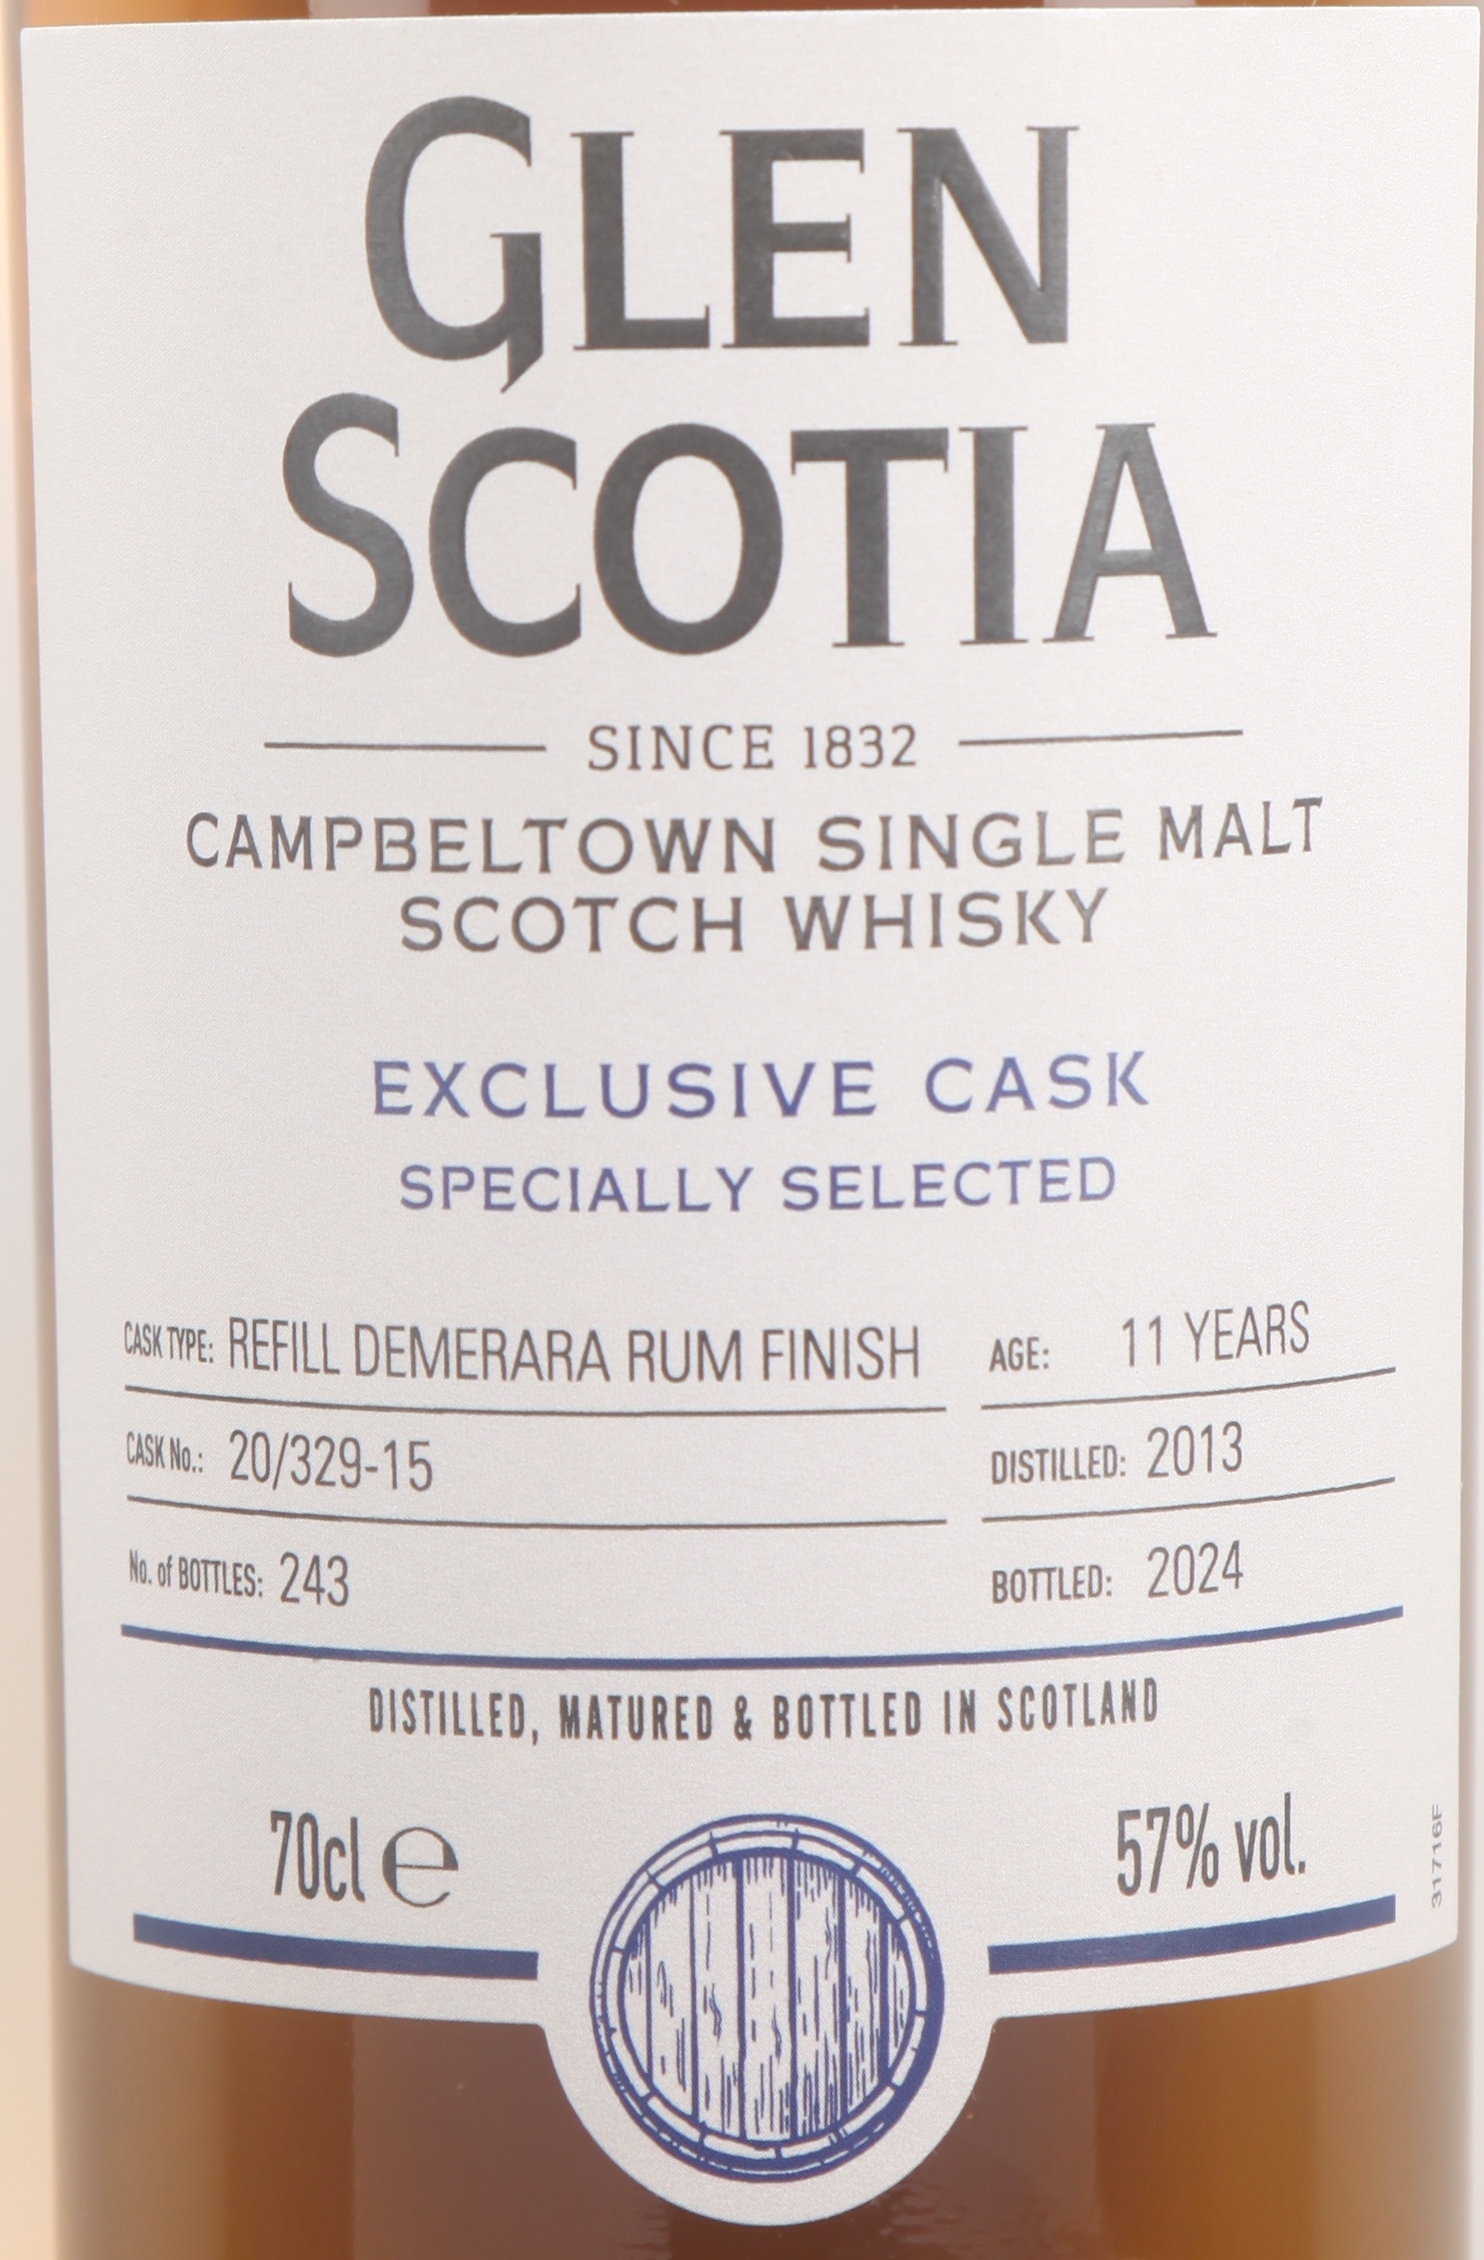 GLEN
SCOTIA
SINCE 1832
CAMPBELTOWN SINGLE MALT
SCOTCH WHISKY
EXCLUSIVE CASK
SPECIALLY SELECTED
CASK TYPE: REFILL DEMERARA RUM FINISH
AGE: 11 YEARS
CASK No.: 20/329-15
DISTILLED: 2013
No. of BOTTLES: 243
BOTTLED: 2024
DISTILLED, MATURED & BOTTLED IN SCOTLAND
70cl ℮
57% vol.
31716F